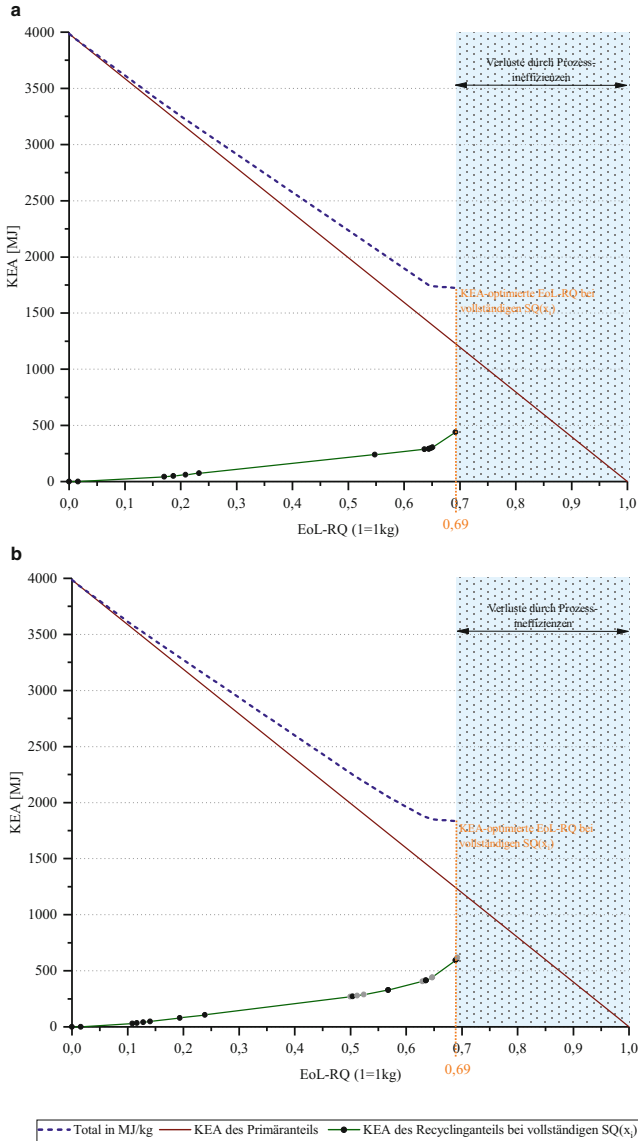 a
4000
3500
3000
2500
2000
1500
1000
500
0
KEA [MJ]
Verluste durch Prozess-
ineffizienzen
KEA-optimierte EoL-RQ bei
vollständigen SQ(xᵢ)
0,0
0,1
0,2
0,3
0,4
0,5
0,6
0,7
0,8
0,9
1,0
0,69
EoL-RQ (1=1kg)
b
4000
3500
3000
2500
2000
1500
1000
500
0
KEA [MJ]
Verluste durch Prozess-
ineffizienzen
KEA-optimierte EoL-RQ bei
vollständigen SQ(xᵢ)
0,0
0,1
0,2
0,3
0,4
0,5
0,6
0,7
0,8
0,9
1,0
0,69
EoL-RQ (1=1kg)
Total in MJ/kg
KEA des Primäranteils
KEA des Recyclinganteils bei vollständigen SQ(xᵢ)